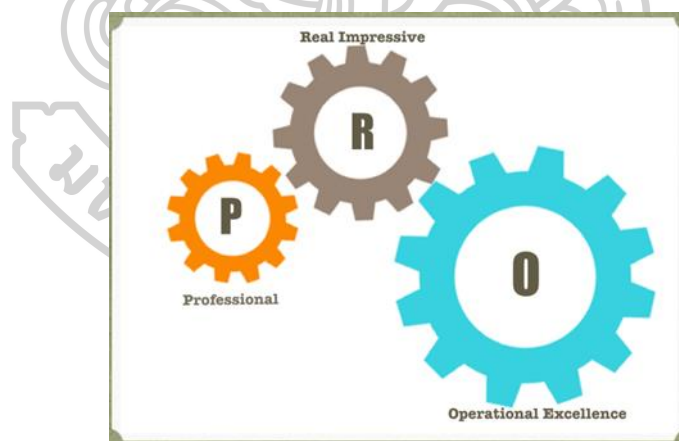 Real Impressive
R
P
O
Professional
Operational Excellence